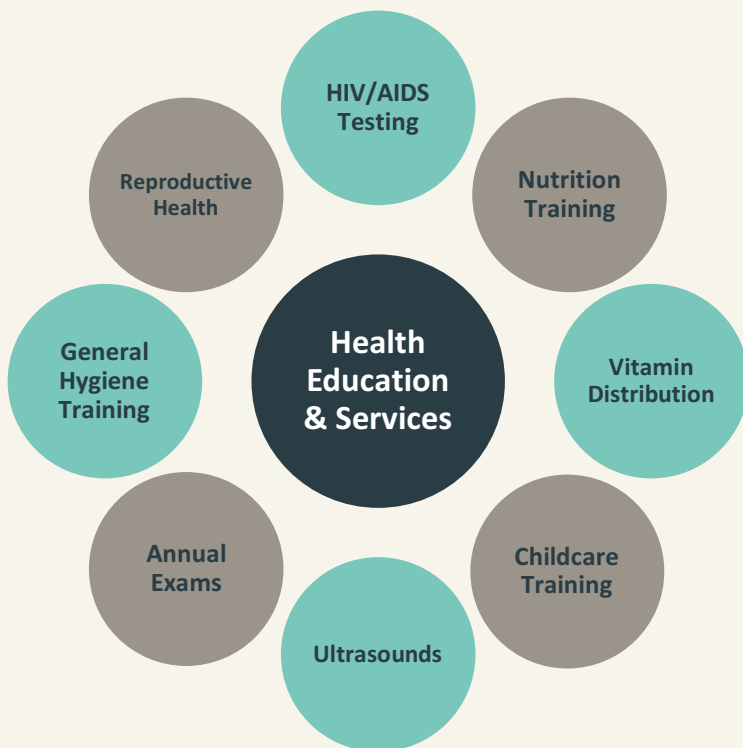 HIV/AIDS
Testing
Reproductive
Health
Nutrition
Training
General
Hygiene
Training
Health
Education
& Services
Vitamin
Distribution
Annual
Exams
Childcare
Training
Ultrasounds